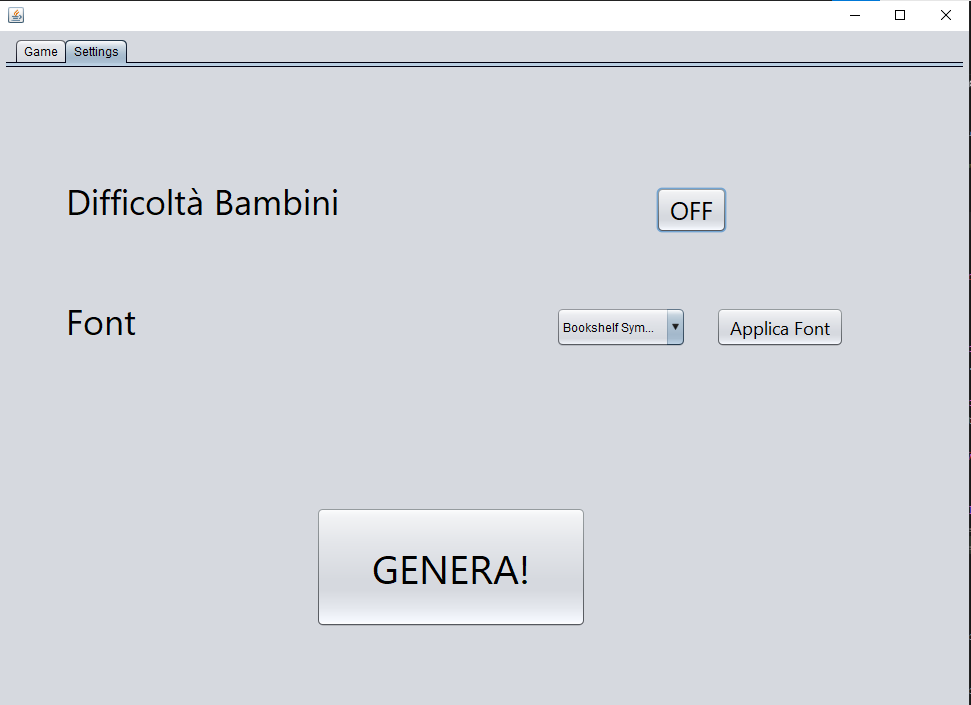 Game Settings
Difficoltà Bambini OFF
Font Bookshelf Sym... Applica Font
GENERA!